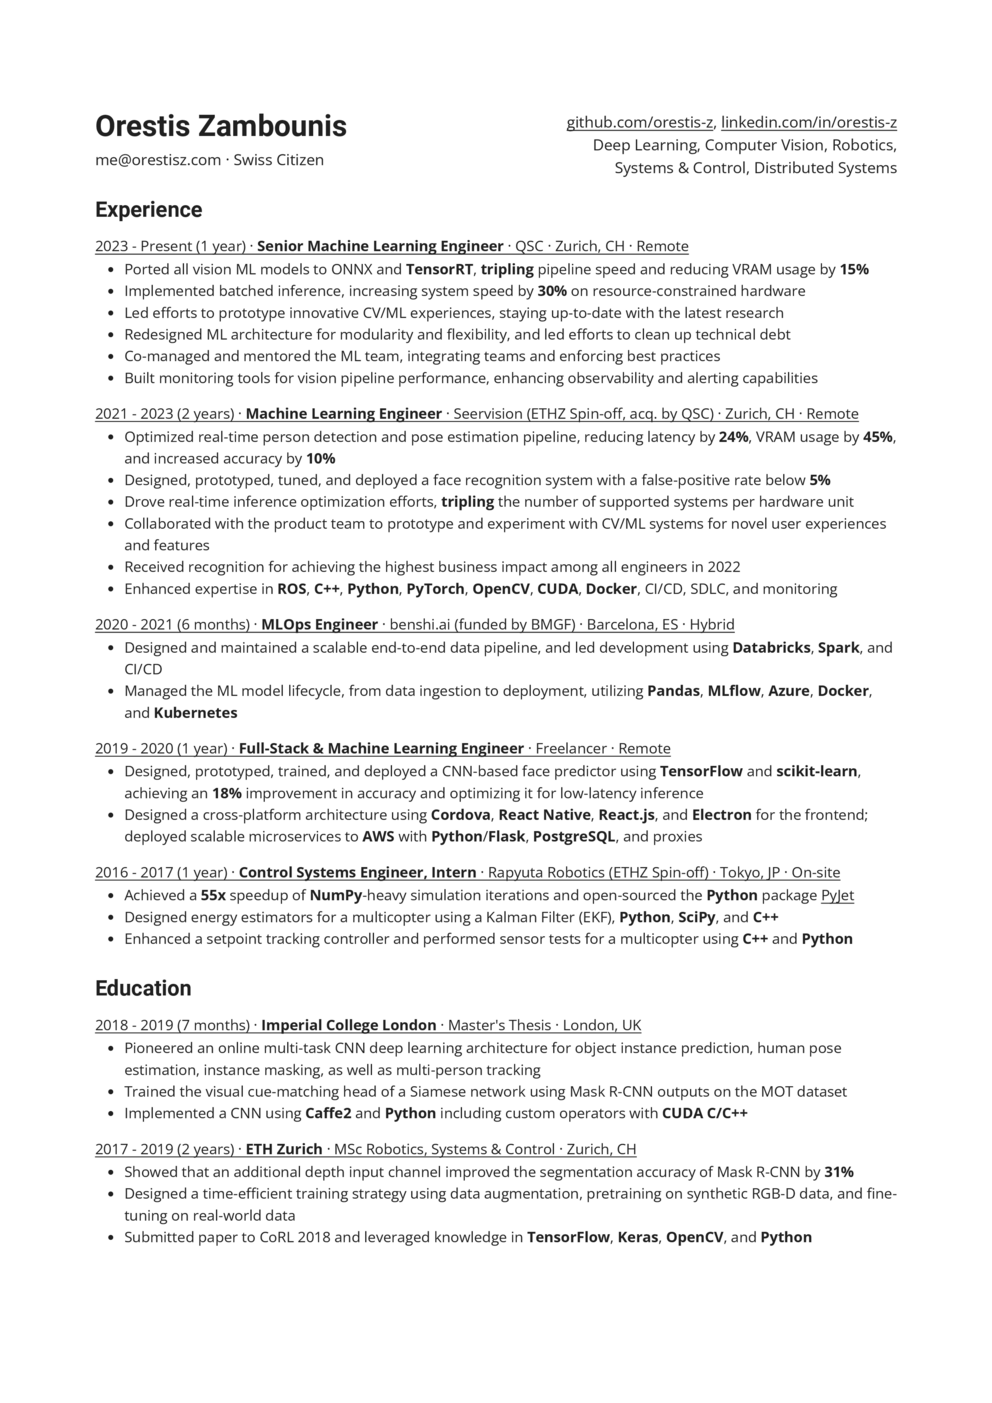 Orestis Zambounis
me@orestisz.com · Swiss Citizen
github.com/orestis-z, linkedin.com/in/orestis-z
Deep Learning, Computer Vision, Robotics,
Systems & Control, Distributed Systems
Experience
2023 - Present (1 year) · Senior Machine Learning Engineer · QSC · Zurich, CH · Remote
• Ported all vision ML models to ONNX and TensorRT, tripling pipeline speed and reducing VRAM usage by 15%
• Implemented batched inference, increasing system speed by 30% on resource-constrained hardware
• Led efforts to prototype innovative CV/ML experiences, staying up-to-date with the latest research
• Redesigned ML architecture for modularity and flexibility, and led efforts to clean up technical debt
• Co-managed and mentored the ML team, integrating teams and enforcing best practices
• Built monitoring tools for vision pipeline performance, enhancing observability and alerting capabilities
2021 - 2023 (2 years) · Machine Learning Engineer · Seervision (ETHZ Spin-off, acq. by QSC) · Zurich, CH · Remote
• Optimized real-time person detection and pose estimation pipeline, reducing latency by 24%, VRAM usage by 45%,
and increased accuracy by 10%
• Designed, prototyped, tuned, and deployed a face recognition system with a false-positive rate below 5%
• Drove real-time inference optimization efforts, tripling the number of supported systems per hardware unit
• Collaborated with the product team to prototype and experiment with CV/ML systems for novel user experiences
and features
• Received recognition for achieving the highest business impact among all engineers in 2022
• Enhanced expertise in ROS, C++, Python, PyTorch, OpenCV, CUDA, Docker, CI/CD, SDLC, and monitoring
2020 - 2021 (6 months) · MLOps Engineer · benshi.ai (funded by BMGF) · Barcelona, ES · Hybrid
• Designed and maintained a scalable end-to-end data pipeline, and led development using Databricks, Spark, and
CI/CD
• Managed the ML model lifecycle, from data ingestion to deployment, utilizing Pandas, MLflow, Azure, Docker,
and Kubernetes
2019 - 2020 (1 year) · Full-Stack & Machine Learning Engineer · Freelancer · Remote
• Designed, prototyped, trained, and deployed a CNN-based face predictor using TensorFlow and scikit-learn,
achieving an 18% improvement in accuracy and optimizing it for low-latency inference
• Designed a cross-platform architecture using Cordova, React Native, React.js, and Electron for the frontend;
deployed scalable microservices to AWS with Python/Flask, PostgreSQL, and proxies
2016 - 2017 (1 year) · Control Systems Engineer, Intern · Rapyuta Robotics (ETHZ Spin-off) · Tokyo, JP · On-site
• Achieved a 55x speedup of NumPy-heavy simulation iterations and open-sourced the Python package PyJet
• Designed energy estimators for a multicopter using a Kalman Filter (EKF), Python, SciPy, and C++
• Enhanced a setpoint tracking controller and performed sensor tests for a multicopter using C++ and Python
Education
2018 - 2019 (7 months) · Imperial College London · Master's Thesis · London, UK
• Pioneered an online multi-task CNN deep learning architecture for object instance prediction, human pose
estimation, instance masking, as well as multi-person tracking
• Trained the visual cue-matching head of a Siamese network using Mask R-CNN outputs on the MOT dataset
• Implemented a CNN using Caffe2 and Python including custom operators with CUDA C/C++
2017 - 2019 (2 years) · ETH Zurich · MSc Robotics, Systems & Control · Zurich, CH
• Showed that an additional depth input channel improved the segmentation accuracy of Mask R-CNN by 31%
• Designed a time-efficient training strategy using data augmentation, pretraining on synthetic RGB-D data, and fine-
tuning on real-world data
• Submitted paper to CoRL 2018 and leveraged knowledge in TensorFlow, Keras, OpenCV, and Python